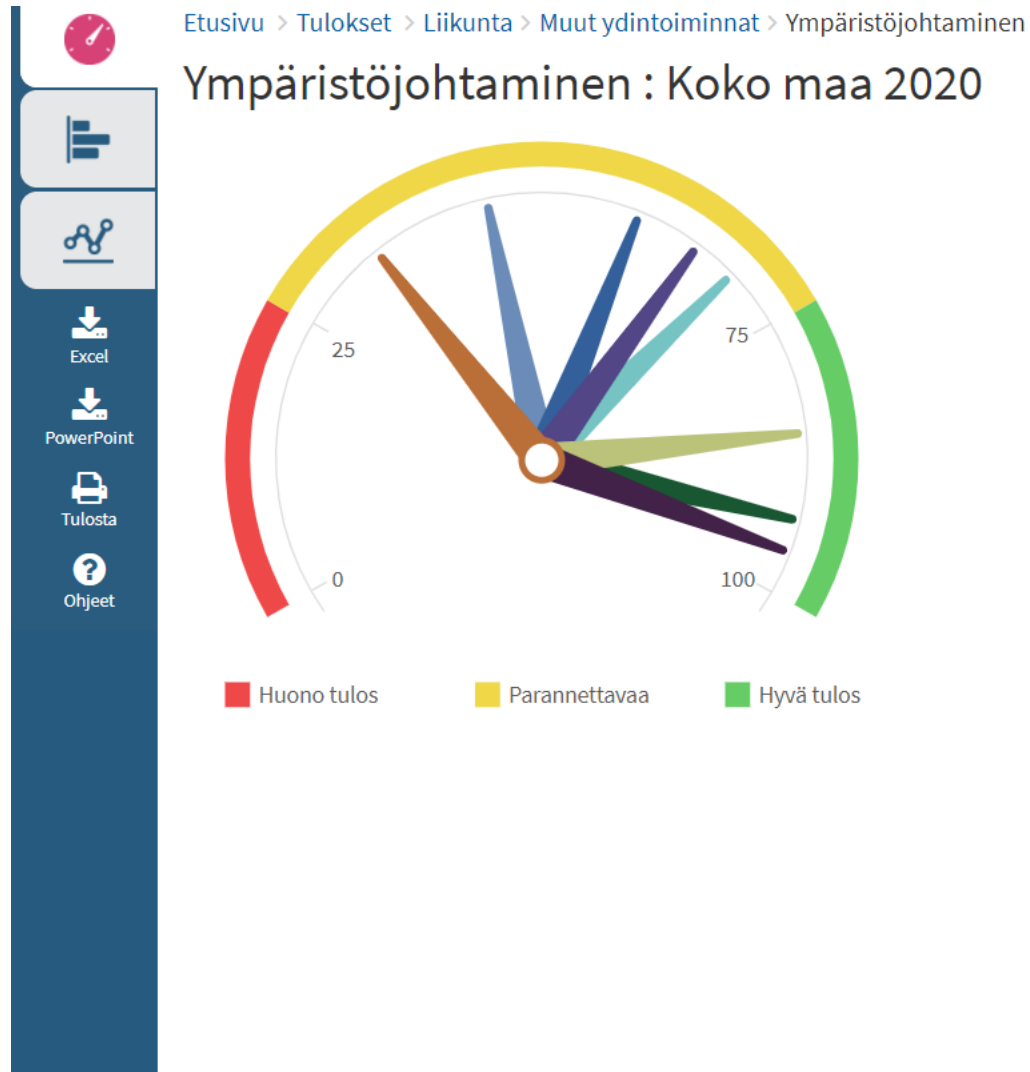 Etusivu > Tulokset > Liikunta > Muut ydintoiminnat > Ympäristöjohtaminen
Ympäristöjohtaminen : Koko maa 2020
Excel
PowerPoint
Tulosta
Ohjeet
25
75
0
100
Huono tulos
Parannettavaa
Hyvä tulos